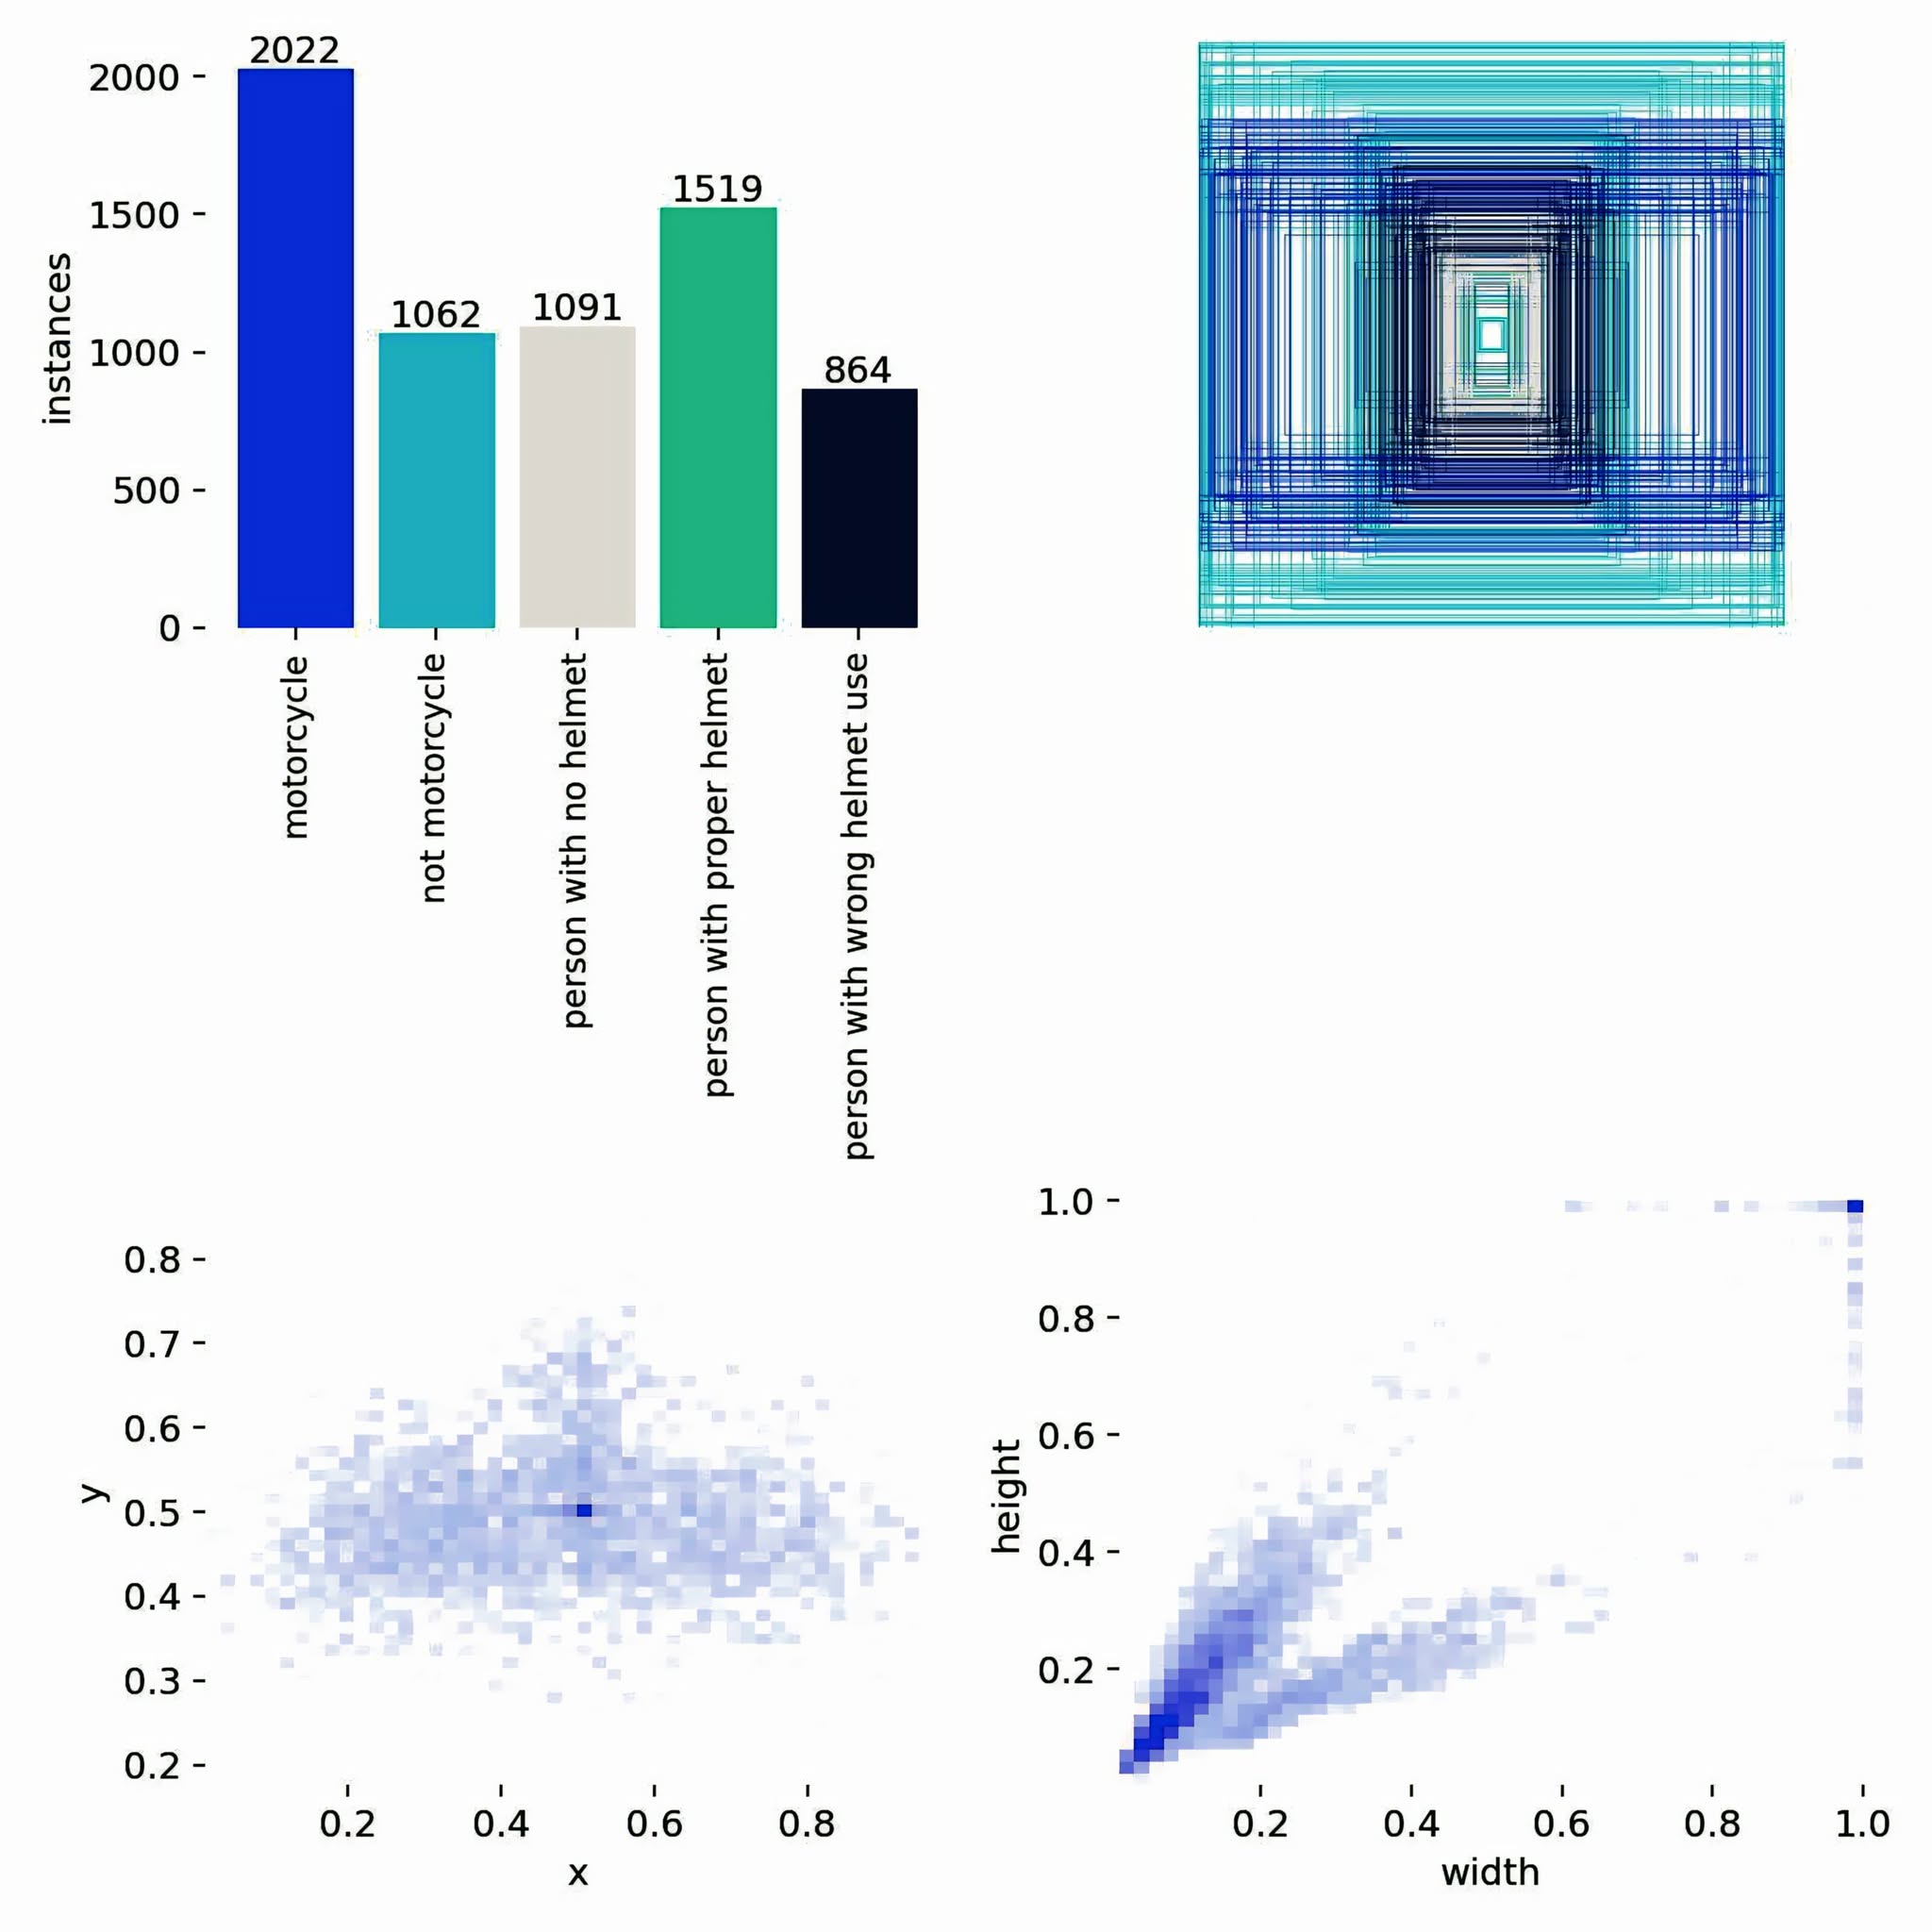 2022
2000
1519
1500
instances
1062
1091
1000
864
500
0
motorcycle
not motorcycle
person with no helmet
person with proper helmet
person with wrong helmet use
0.8
0.7
0.6
y
0.5
0.4
0.3
0.2
0.2 0.4 0.6 0.8
x
1.0
0.8
0.6
height
0.4
0.2
0.2 0.4 0.6 0.8 1.0
width